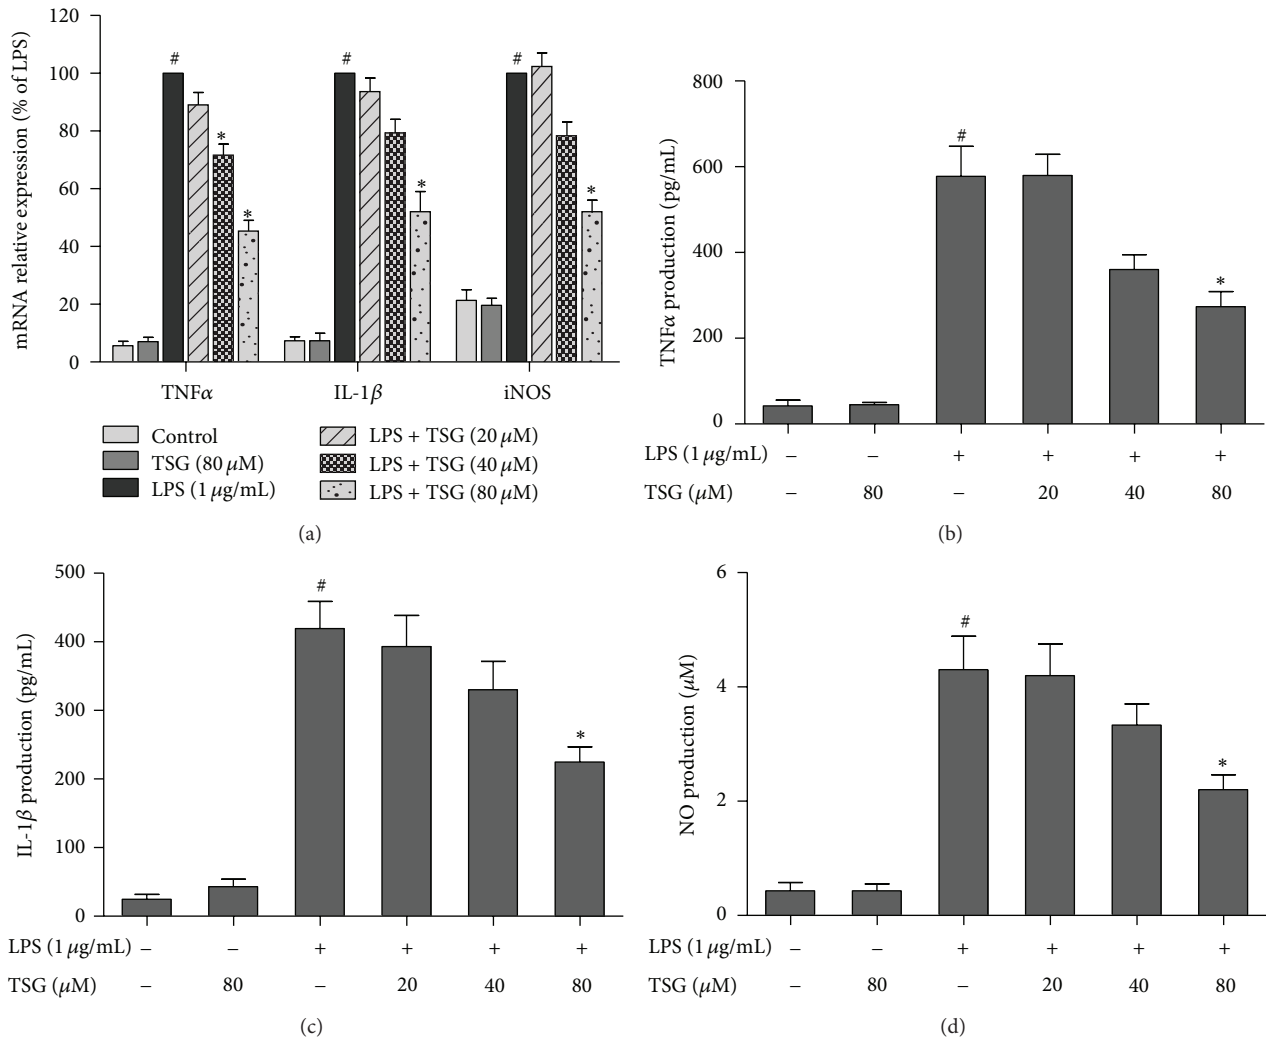 mRNA relative expression (% of LPS)
120
100
80
60
40
20
0
#
*
*
#
*
#
*
TNFα
IL-1β
iNOS
Control
TSG (80 μM)
LPS (1 μg/mL)
LPS + TSG (20 μM)
LPS + TSG (40 μM)
LPS + TSG (80 μM)
(a)
TNFα production (pg/mL)
800
600
400
200
0
#
*
LPS (1 μg/mL) – – + + + +
TSG (μM) – 80 – 20 40 80
(b)
IL-1β production (pg/mL)
500
400
300
200
100
0
#
*
LPS (1 μg/mL) – – + + + +
TSG (μM) – 80 – 20 40 80
(c)
NO production (μM)
6
4
2
0
#
*
LPS (1 μg/mL) – – + + + +
TSG (μM) – 80 – 20 40 80
(d)